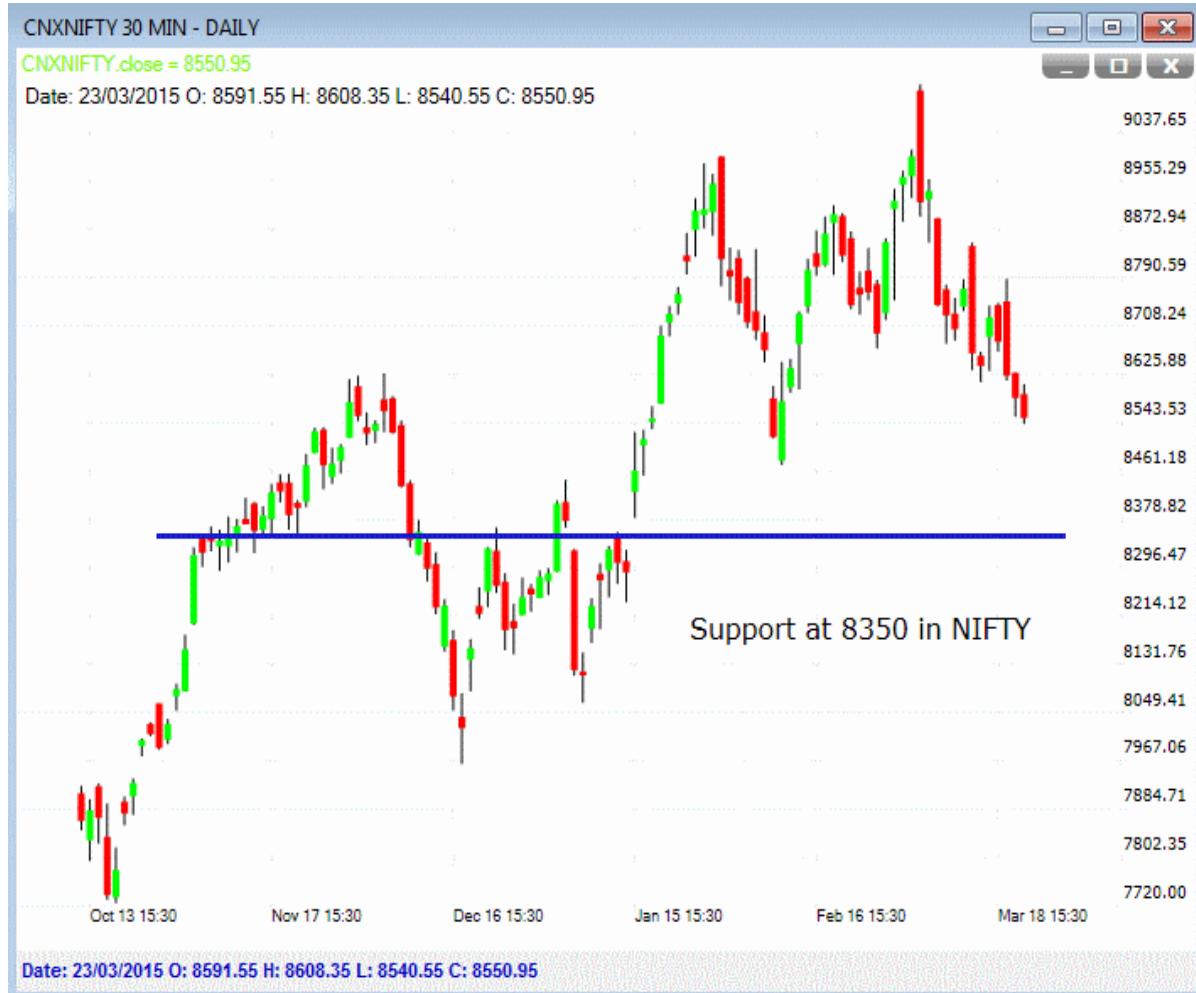 CNXNIFTY 30 MIN - DAILY
CNXNIFTY.close = 8550.95
Date: 23/03/2015 O: 8591.55 H: 8608.35 L: 8540.55 C: 8550.95
9037.65
8955.29
8872.94
8790.59
8708.24
8625.88
8543.53
8461.18
8378.82
8296.47
8214.12
Support at 8350 in NIFTY
8131.76
8049.41
7967.06
7884.71
7802.35
7720.00
Oct 13 15:30 Nov 17 15:30 Dec 16 15:30 Jan 15 15:30 Feb 16 15:30 Mar 18 15:30
Date: 23/03/2015 O: 8591.55 H: 8608.35 L: 8540.55 C: 8550.95